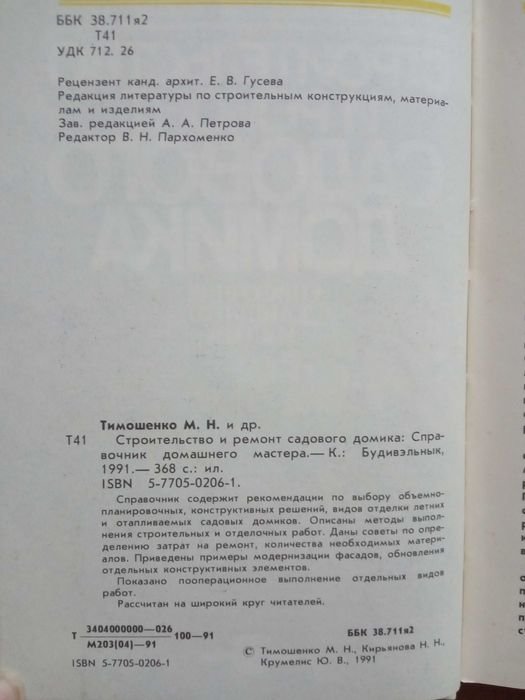 ББК 38.711я2
Т41
УДК 712. 26
Рецензент канд. архит. Е. В. Гусева
Редакция литературы по строительным конструкциям, материа-
лам и изделиям
Зав. редакцией А. А. Петрова
Редактор В. Н. Пархоменко
Тимошенко М. Н. и др.
Т41 Строительство и ремонт садового домика: Спра-
вочник домашнего мастера.— К.: Будивэльнык,
1991.— 368 с.: ил.
ISBN 5-7705-0206-1.
Справочник содержит рекомендации по выбору объемно-
планировочных, конструктивных решений, видов отделки летних
и отапливаемых садовых домиков. Описаны методы выпол-
нения строительных и отделочных работ. Даны советы по опре-
делению затрат на ремонт, количества необходимых матери-
алов. Приведены примеры модернизации фасадов, обновления
отдельных конструктивных элементов.
Показано пооперационное выполнение отдельных видов
работ.
Рассчитан на широкий круг читателей.
Т 3404000000—026 100—91
М203(04)—91
ББК 38.711я2
ISBN 5-7705-0206-1
© Тимошенко М. Н., Кирьянова Н. Н.,
Крумелис Ю. В., 1991